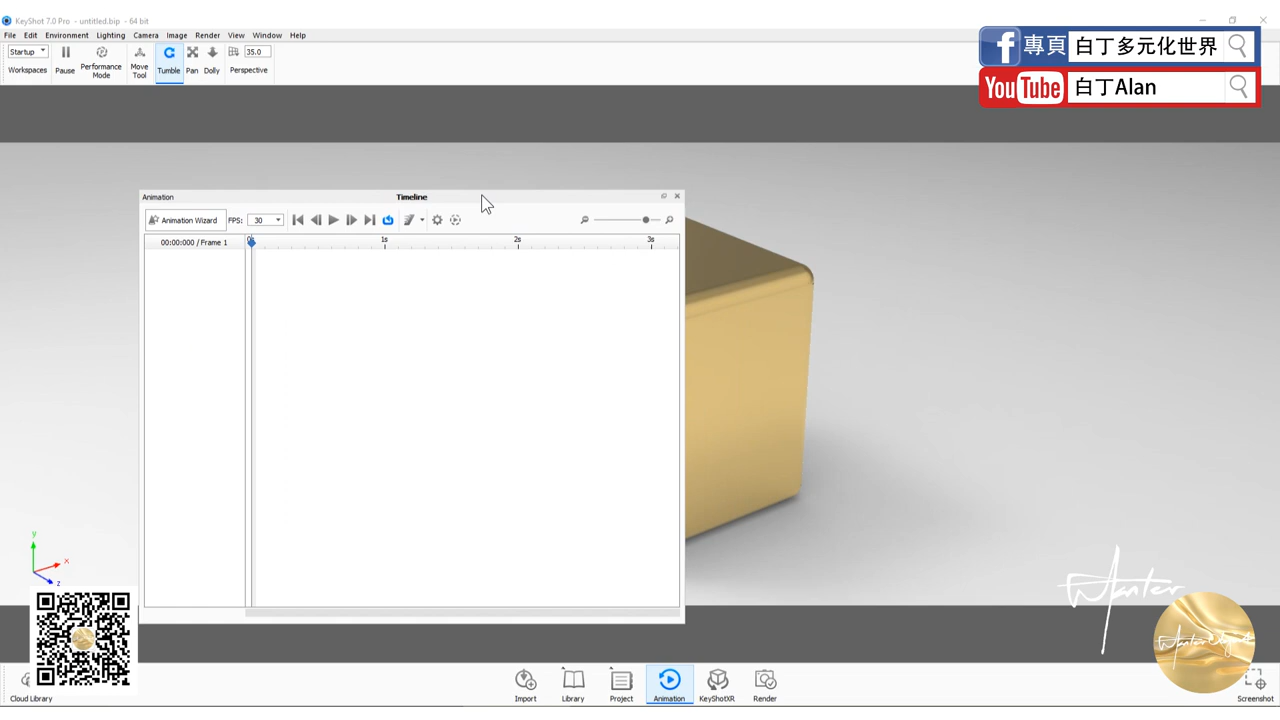 KeyShot 7.0 Pro - untitled.bip - 64 bit
File Edit Environment Lighting Camera Image Render View Window Help
Startup
35.0
Workspaces Pause Performance Mode Move Tool Tumble Pan Dolly Perspective
f 專頁 白丁多元化世界
YouTube 白丁Alan
Animation Timeline
Animation Wizard FPS: 30
00:00:000 / Frame 1 1s 2s 3s
y
x
z
Wanter
Cloud Library Import Library Project Animation KeyShotXR Render Screenshot